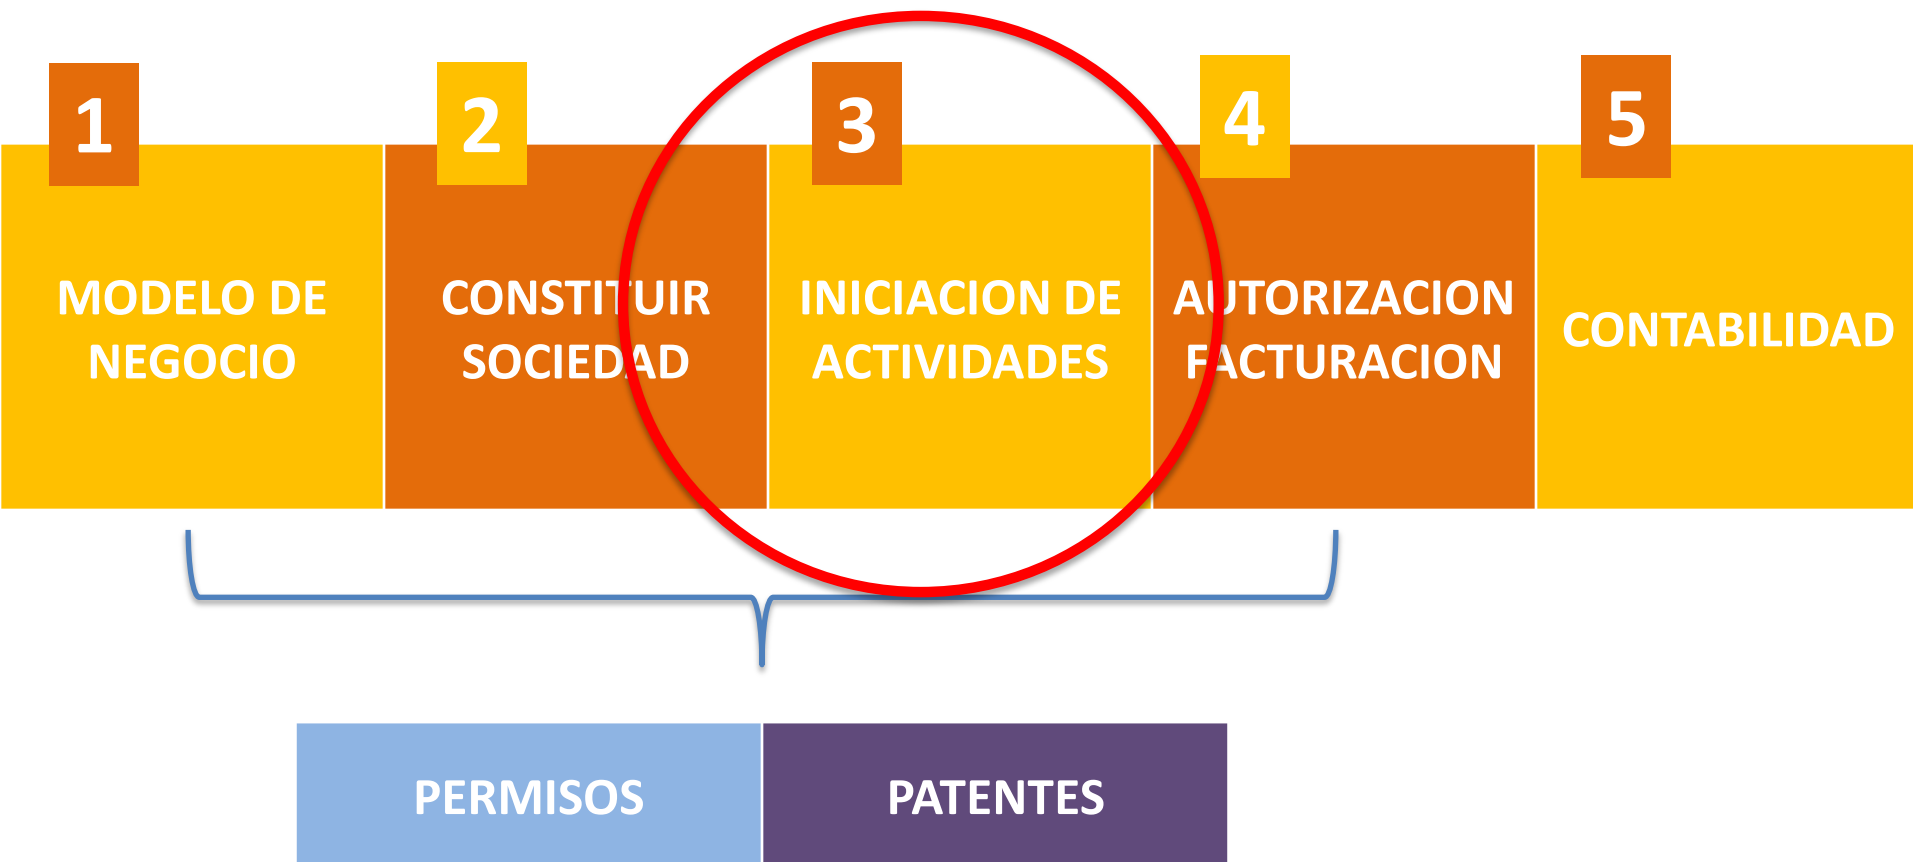 1
2
3
4
5
MODELO DE
NEGOCIO
CONSTITUIR
SOCIEDAD
INICIACION DE
ACTIVIDADES
AUTORIZACION
FACTURACION
CONTABILIDAD
PERMISOS
PATENTES